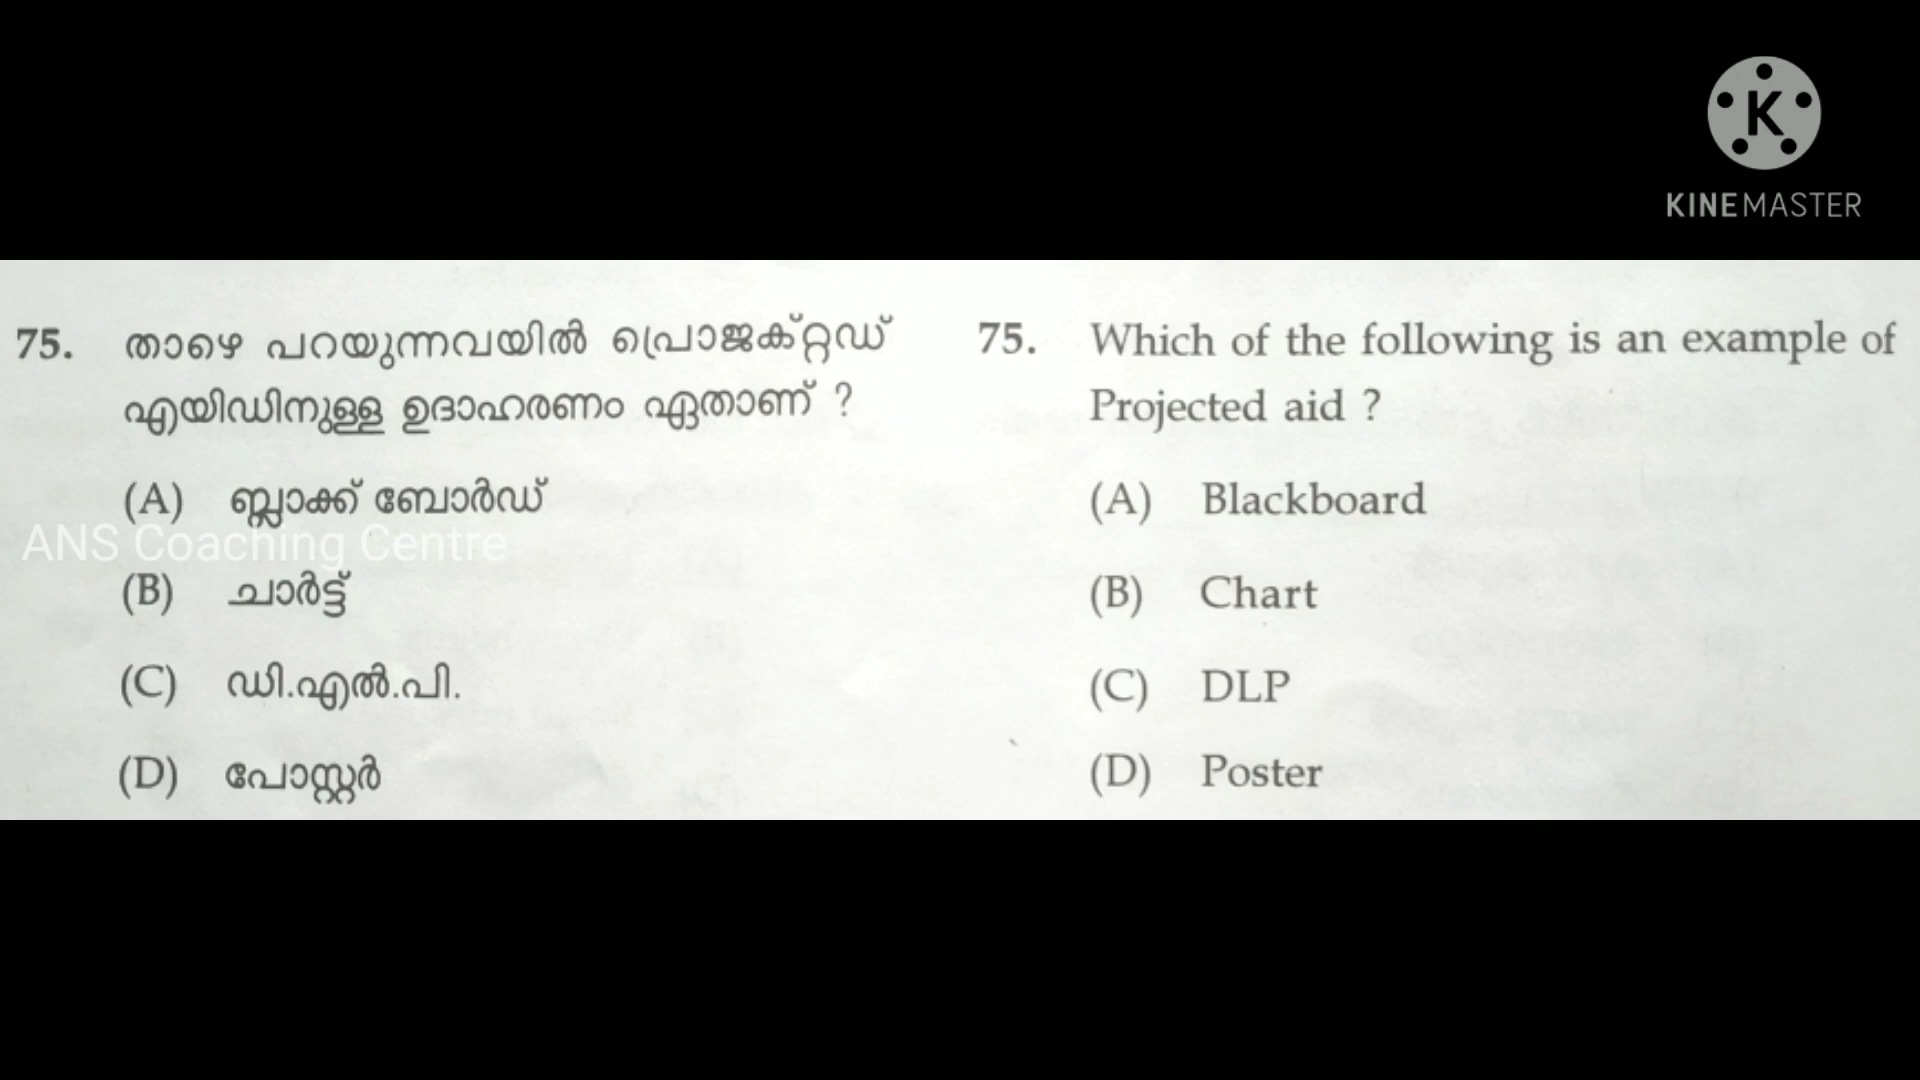 KINEMASTER
75. താഴെ പറയുന്നവയിൽ പ്രൊജക്റ്റഡ്
എയിഡിനുള്ള ഉദാഹരണം ഏതാണ് ?
(A) ബ്ലാക്ക് ബോർഡ്
ANS Coaching Centre
(B) ചാർട്ട്
(C) ഡി.എൽ.പി.
(D) പോസ്റ്റർ
75. Which of the following is an example of
Projected aid ?
(A) Blackboard
(B) Chart
(C) DLP
(D) Poster